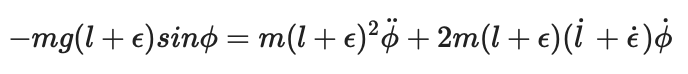 −mg(l + ϵ)sinϕ = m(l + ϵ)²ϕ̈ + 2m(l + ϵ)(l̇ + ϵ̇)ϕ̇